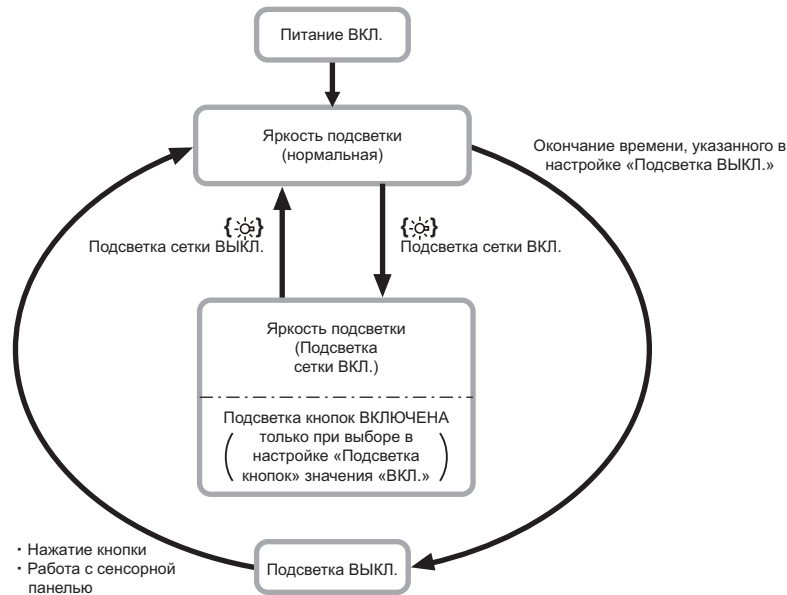 Питание ВКЛ.
Яркость подсветки
(нормальная)
Окончание времени, указанного в
настройке «Подсветка ВЫКЛ.»
Подсветка сетки ВЫКЛ.
Подсветка сетки ВКЛ.
Яркость подсветки
(Подсветка
сетки ВКЛ.)
Подсветка кнопок ВКЛЮЧЕНА
(только при выборе в
настройке «Подсветка
кнопок» значения «ВКЛ.»)
・Нажатие кнопки
・Работа с сенсорной
панелью
Подсветка ВЫКЛ.